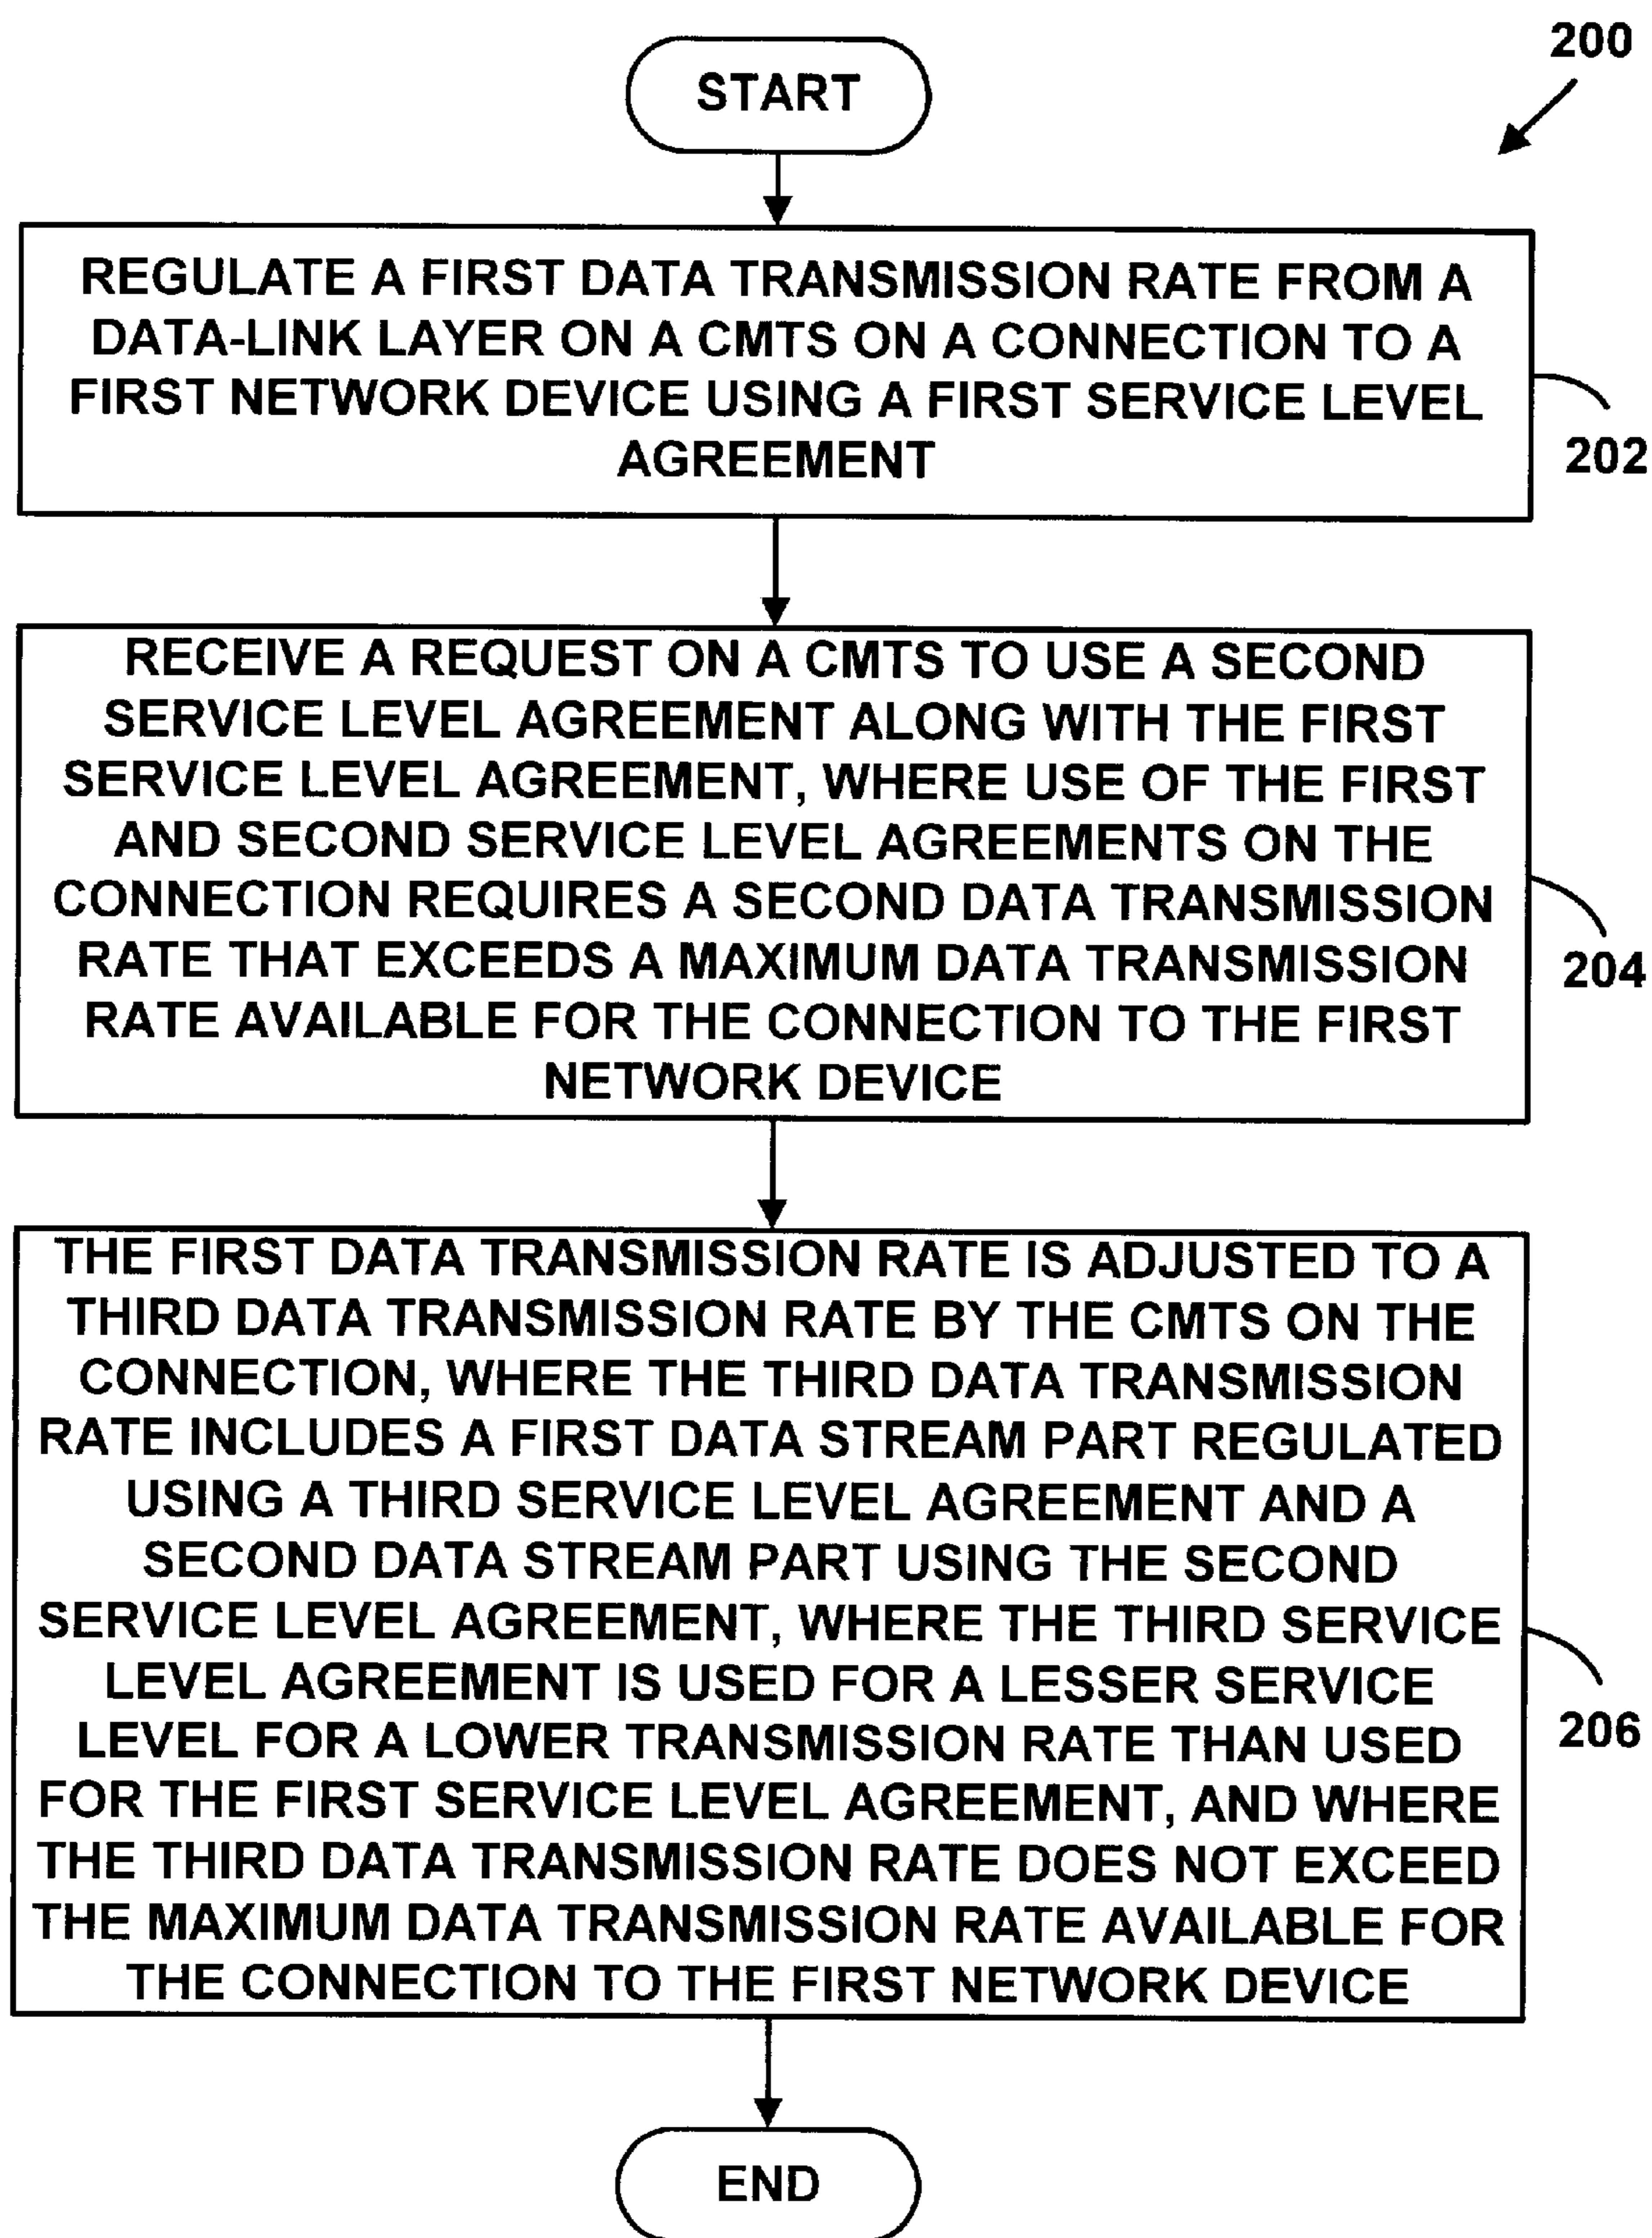 200
START
REGULATE A FIRST DATA TRANSMISSION RATE FROM A
DATA-LINK LAYER ON A CMTS ON A CONNECTION TO A
FIRST NETWORK DEVICE USING A FIRST SERVICE LEVEL
AGREEMENT
202
RECEIVE A REQUEST ON A CMTS TO USE A SECOND
SERVICE LEVEL AGREEMENT ALONG WITH THE FIRST
SERVICE LEVEL AGREEMENT, WHERE USE OF THE FIRST
AND SECOND SERVICE LEVEL AGREEMENTS ON THE
CONNECTION REQUIRES A SECOND DATA TRANSMISSION
RATE THAT EXCEEDS A MAXIMUM DATA TRANSMISSION
RATE AVAILABLE FOR THE CONNECTION TO THE FIRST
NETWORK DEVICE
204
THE FIRST DATA TRANSMISSION RATE IS ADJUSTED TO A
THIRD DATA TRANSMISSION RATE BY THE CMTS ON THE
CONNECTION, WHERE THE THIRD DATA TRANSMISSION
RATE INCLUDES A FIRST DATA STREAM PART REGULATED
USING A THIRD SERVICE LEVEL AGREEMENT AND A
SECOND DATA STREAM PART USING THE SECOND
SERVICE LEVEL AGREEMENT, WHERE THE THIRD SERVICE
LEVEL AGREEMENT IS USED FOR A LESSER SERVICE
LEVEL FOR A LOWER TRANSMISSION RATE THAN USED
FOR THE FIRST SERVICE LEVEL AGREEMENT, AND WHERE
THE THIRD DATA TRANSMISSION RATE DOES NOT EXCEED
THE MAXIMUM DATA TRANSMISSION RATE AVAILABLE FOR
THE CONNECTION TO THE FIRST NETWORK DEVICE
206
END